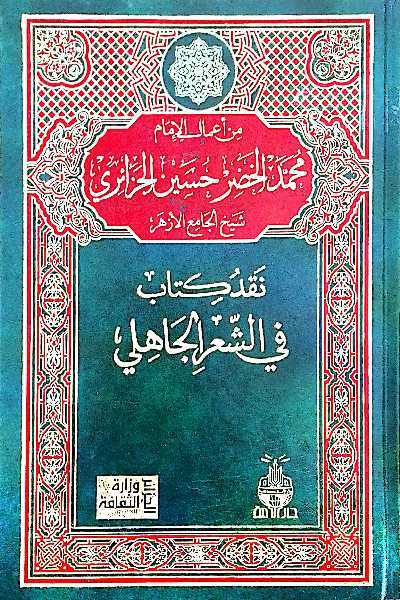 من أعمال الإمام
محمد الخضر حسين الجزائري
شيخ الجامع الأزهر
نقد كتاب
في الشعر الجاهلي
وزارة
الثقافة